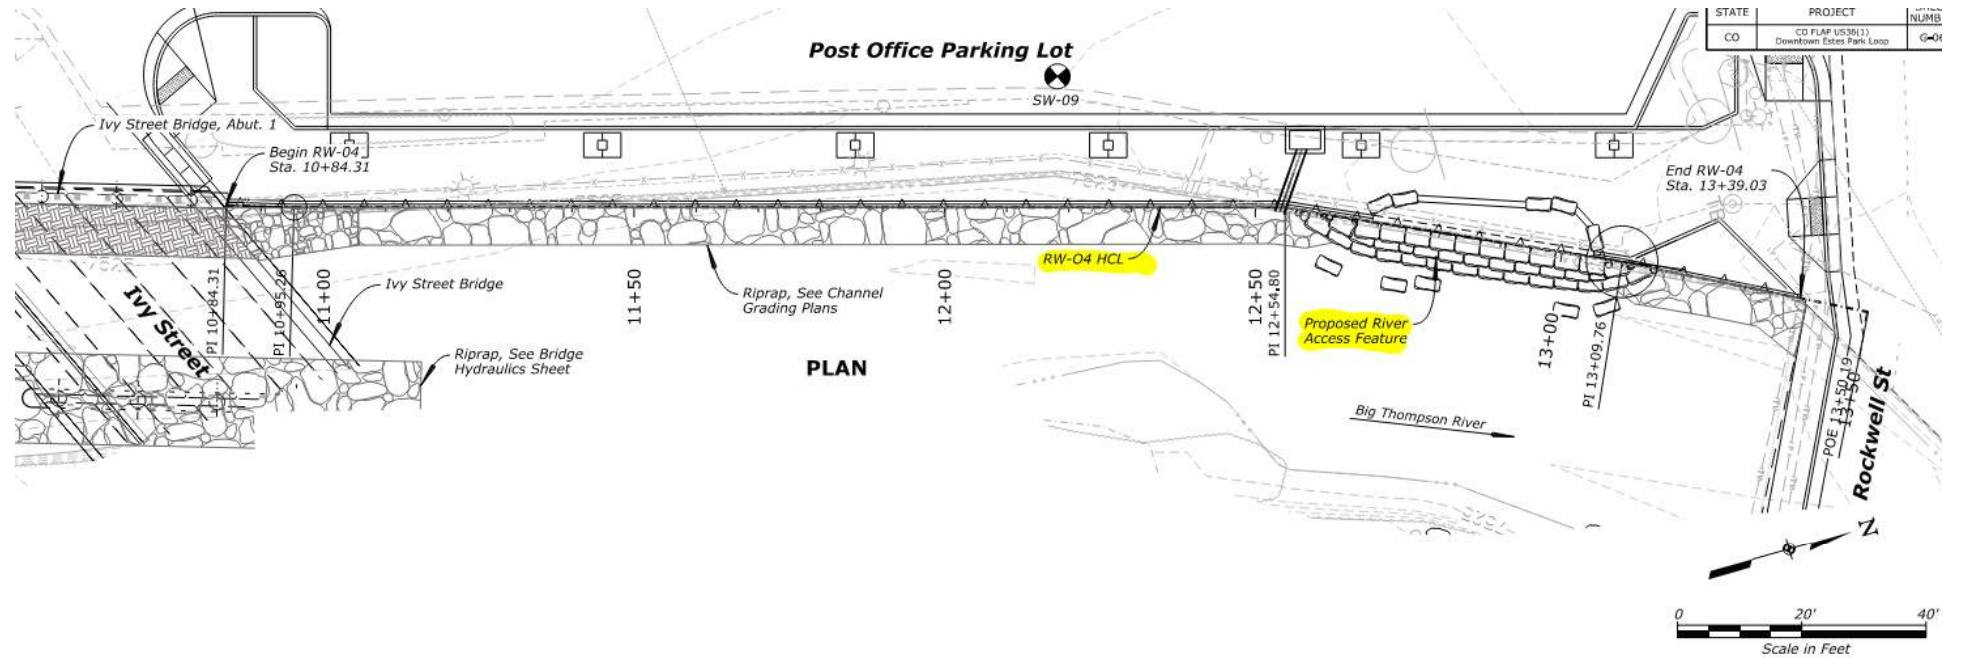 STATE
PROJECT
CO
CO FLAP US36(1)
Downtown Estes Park Loop
Post Office Parking Lot
SW-09
Ivy Street Bridge, Abut. 1
Begin RW-04
Sta. 10+84.31
End RW-04
Sta. 13+39.03
RW-04 HCL
PI 10+84.31
PI 10+95.26
11+00
11+50
12+00
12+50
PI 12+54.80
13+00
PI 13+09.76
POE 13+50.19
13+50
Ivy Street
Ivy Street Bridge
Riprap, See Channel
Grading Plans
Proposed River
Access Feature
Riprap, See Bridge
Hydraulics Sheet
PLAN
Big Thompson River
Rockwell St
N
0 20' 40'
Scale in Feet